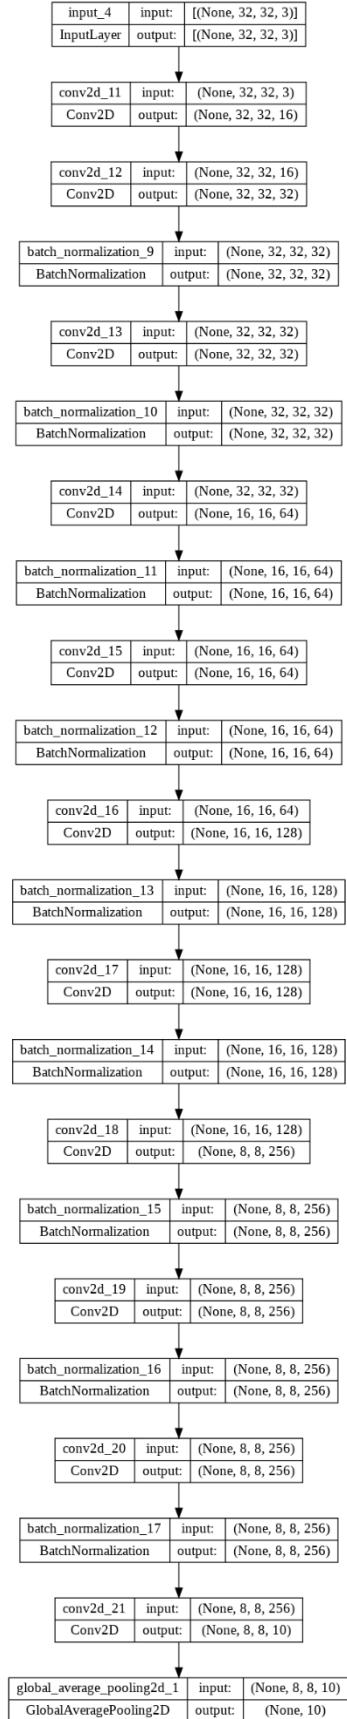 input_4 input: [(None, 32, 32, 3)]
InputLayer output: [(None, 32, 32, 3)]
conv2d_11 input: (None, 32, 32, 3)
Conv2D output: (None, 32, 32, 16)
conv2d_12 input: (None, 32, 32, 16)
Conv2D output: (None, 32, 32, 32)
batch_normalization_9 input: (None, 32, 32, 32)
BatchNormalization output: (None, 32, 32, 32)
conv2d_13 input: (None, 32, 32, 32)
Conv2D output: (None, 32, 32, 32)
batch_normalization_10 input: (None, 32, 32, 32)
BatchNormalization output: (None, 32, 32, 32)
conv2d_14 input: (None, 32, 32, 32)
Conv2D output: (None, 16, 16, 64)
batch_normalization_11 input: (None, 16, 16, 64)
BatchNormalization output: (None, 16, 16, 64)
conv2d_15 input: (None, 16, 16, 64)
Conv2D output: (None, 16, 16, 64)
batch_normalization_12 input: (None, 16, 16, 64)
BatchNormalization output: (None, 16, 16, 64)
conv2d_16 input: (None, 16, 16, 64)
Conv2D output: (None, 16, 16, 128)
batch_normalization_13 input: (None, 16, 16, 128)
BatchNormalization output: (None, 16, 16, 128)
conv2d_17 input: (None, 16, 16, 128)
Conv2D output: (None, 16, 16, 128)
batch_normalization_14 input: (None, 16, 16, 128)
BatchNormalization output: (None, 16, 16, 128)
conv2d_18 input: (None, 16, 16, 128)
Conv2D output: (None, 8, 8, 256)
batch_normalization_15 input: (None, 8, 8, 256)
BatchNormalization output: (None, 8, 8, 256)
conv2d_19 input: (None, 8, 8, 256)
Conv2D output: (None, 8, 8, 256)
batch_normalization_16 input: (None, 8, 8, 256)
BatchNormalization output: (None, 8, 8, 256)
conv2d_20 input: (None, 8, 8, 256)
Conv2D output: (None, 8, 8, 256)
batch_normalization_17 input: (None, 8, 8, 256)
BatchNormalization output: (None, 8, 8, 256)
conv2d_21 input: (None, 8, 8, 256)
Conv2D output: (None, 8, 8, 10)
global_average_pooling2d_1 input: (None, 8, 8, 10)
GlobalAveragePooling2D output: (None, 10)